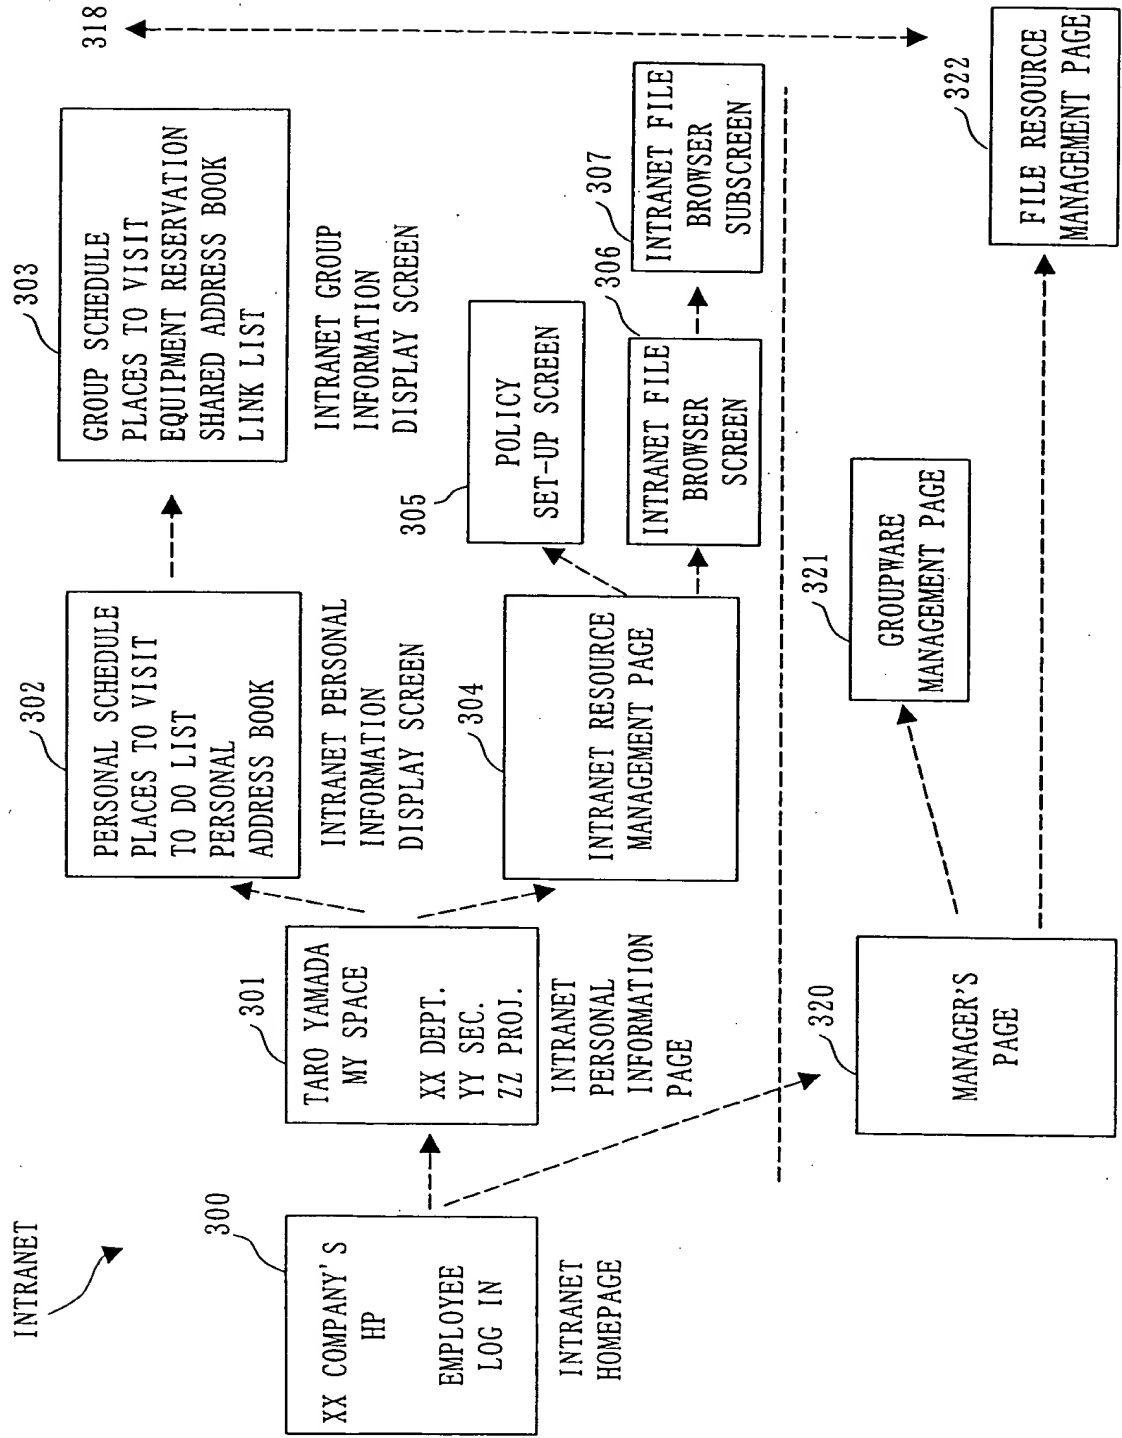 INTRANET
300
XX COMPANY'S
HP
EMPLOYEE
LOG IN
INTRANET
HOMEPAGE
301
TARO YAMADA
MY SPACE
XX DEPT.
YY SEC.
ZZ PROJ.
INTRANET
PERSONAL
INFORMATION
PAGE
302
PERSONAL SCHEDULE
PLACES TO VISIT
TO DO LIST
PERSONAL
ADDRESS BOOK
INTRANET PERSONAL
INFORMATION
DISPLAY SCREEN
303
GROUP SCHEDULE
PLACES TO VISIT
EQUIPMENT RESERVATION
SHARED ADDRESS BOOK
LINK LIST
INTRANET GROUP
INFORMATION
DISPLAY SCREEN
304
INTRANET RESOURCE
MANAGEMENT PAGE
305
POLICY
SET-UP SCREEN
306
INTRANET FILE
BROWSER
SCREEN
307
INTRANET FILE
BROWSER
SUBSCREEN
318
320
MANAGER'S
PAGE
321
GROUPWARE
MANAGEMENT PAGE
322
FILE RESOURCE
MANAGEMENT PAGE